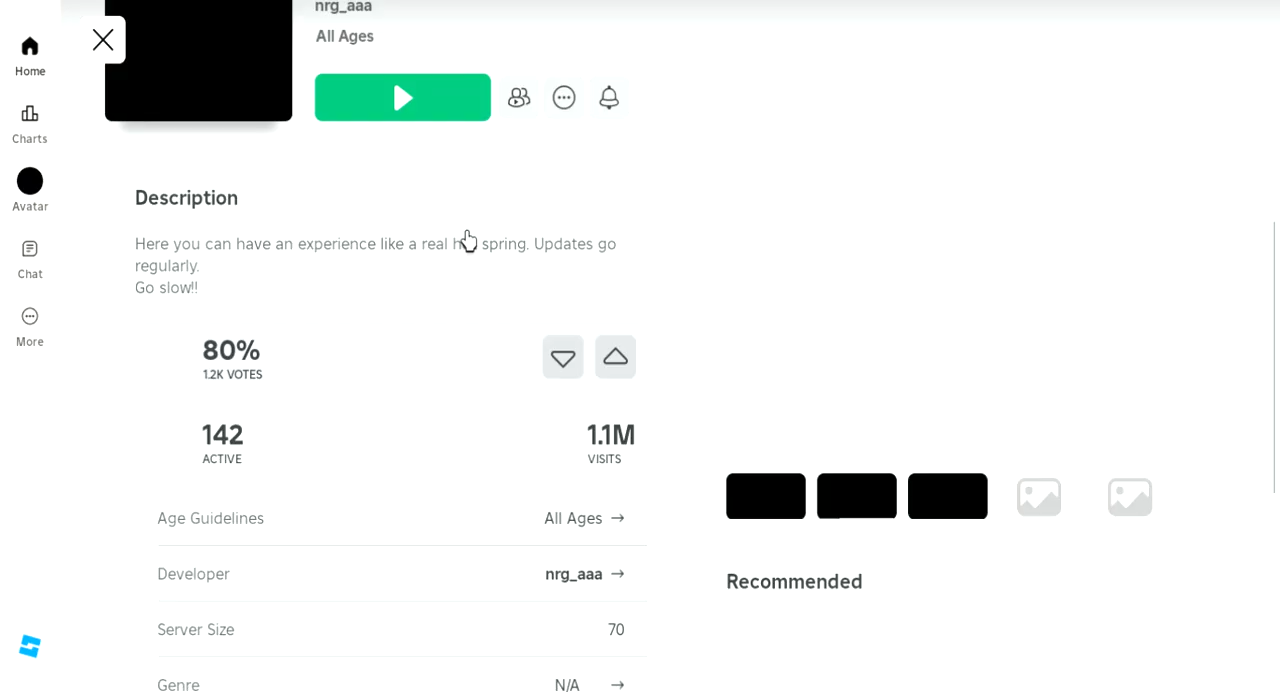 nrg_aaa
All Ages
Home
Charts
Avatar
Chat
More
Description
Here you can have an experience like a real spring. Updates go
regularly.
Go slow!!
80%
1.2K VOTES
142
ACTIVE
1.1M
VISITS
Age Guidelines
All Ages
Developer
nrg_aaa
Server Size
70
Genre
N/A
Recommended